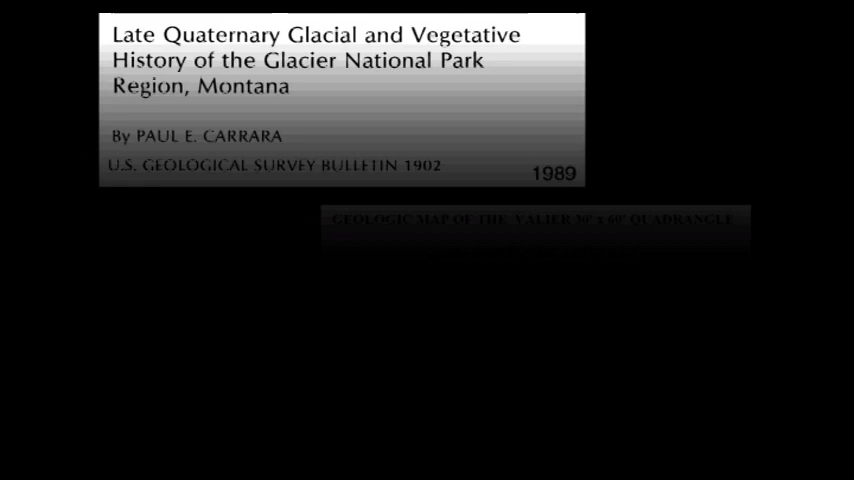 Late Quaternary Glacial and Vegetative
History of the Glacier National Park
Region, Montana
By PAUL E. CARRARA
U.S. GEOLOGICAL SURVEY BULLETIN 1902
1989
GEOLOGIC MAP OF THE VALIER 30' x 60' QUADRANGLE